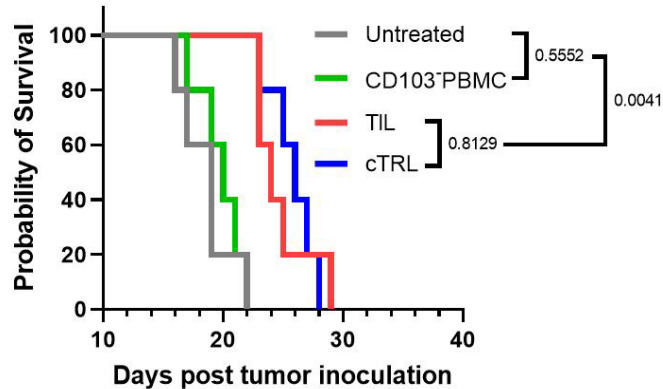 Probability of Survival
100
80
60
40
20
0
10
20
30
40
Days post tumor inoculation
Untreated
CD103⁻PBMC
TIL
cTRL
0.5552
0.8129
0.0041